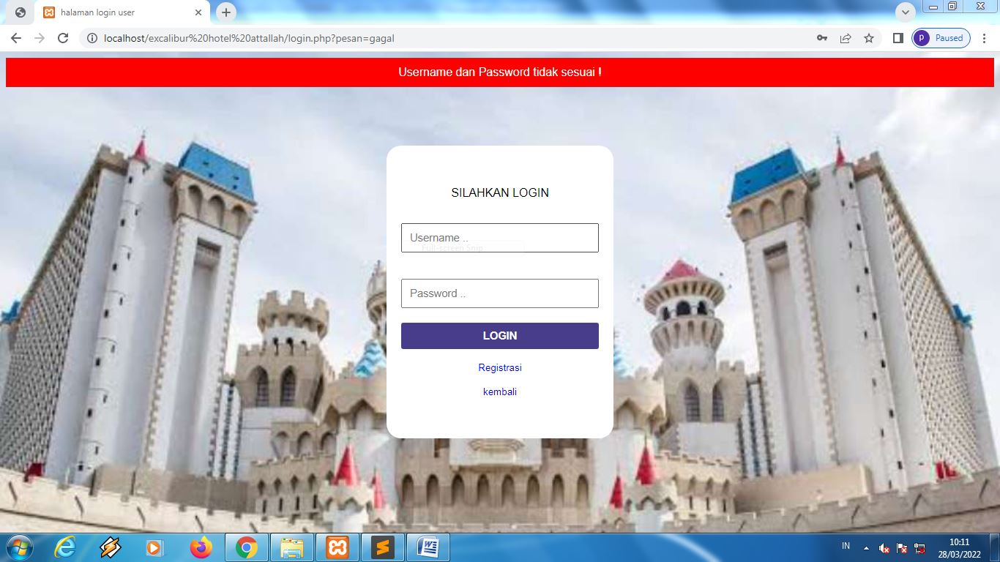 halaman login user
localhost/excalibur%20hotel%20attallah/login.php?pesan=gagal
P
Paused
Username dan Password tidak sesuai !
SILAHKAN LOGIN
Username ..
Full-screen Snip
Password ..
LOGIN
Registrasi
kembali
IN
10:11
28/03/2022